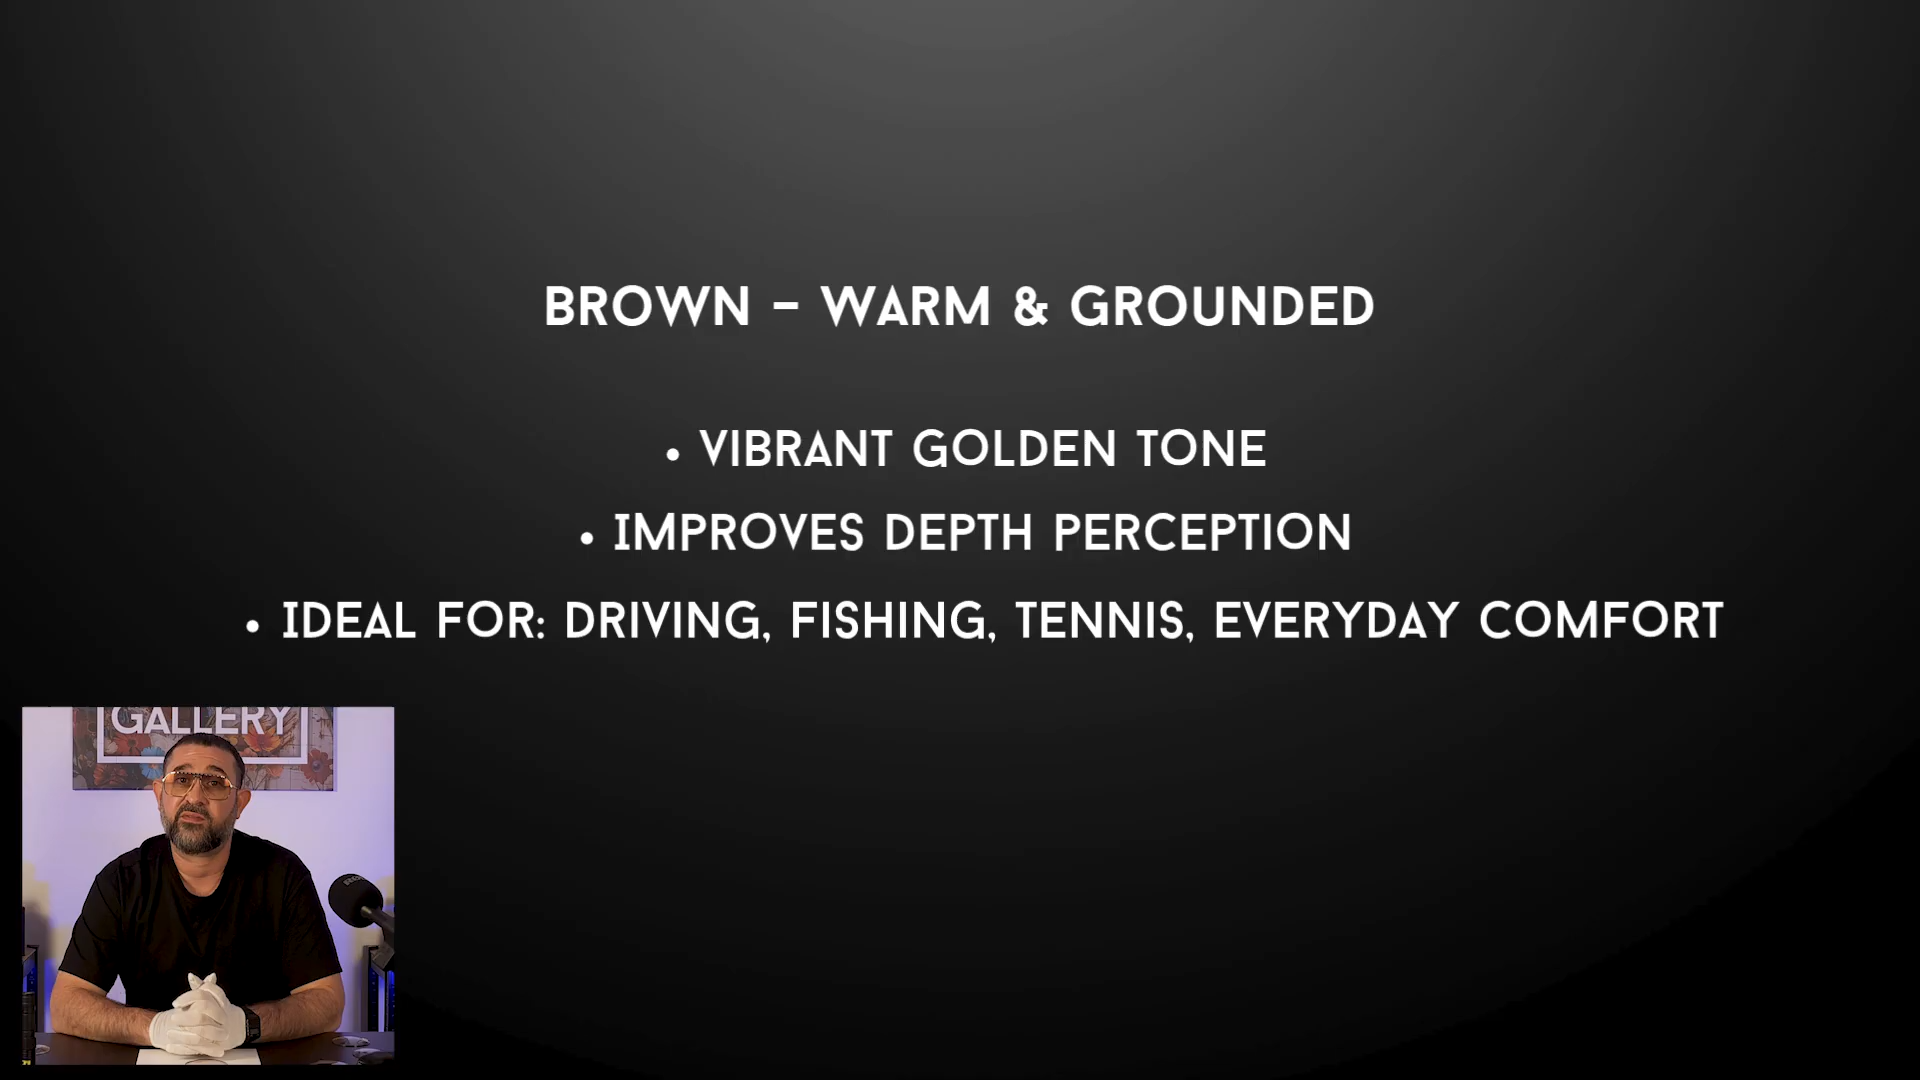 BROWN – WARM & GROUNDED
• VIBRANT GOLDEN TONE
• IMPROVES DEPTH PERCEPTION
• IDEAL FOR: DRIVING, FISHING, TENNIS, EVERYDAY COMFORT
GALLERY